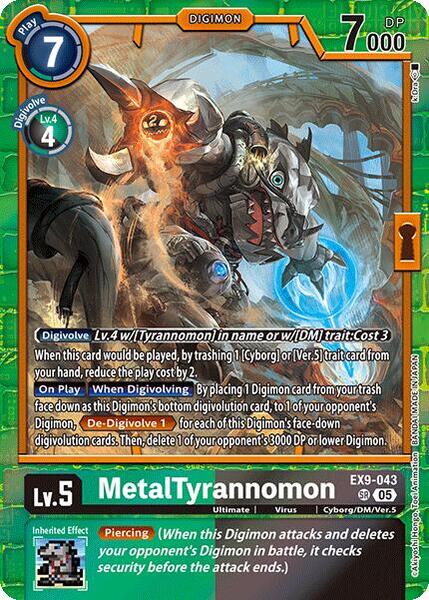 Play
7
DIGIMON
7000
DP
Digivolve
Lv.4
4
Digivolve Lv.4 w/[Tyrannomon] in name or w/[DM] trait:Cost 3
When this card would be played, by trashing 1 [Cyborg] or [Ver.5] trait card from
your hand, reduce the play cost by 2.
On Play When Digivolving By placing 1 Digimon card from your trash
face down as this Digimon's bottom digivolution card, to 1 of your opponent's
Digimon, De-Digivolve 1 for each of this Digimon's face-down
digivolution cards. Then, delete 1 of your opponent's 3000 DP or lower Digimon.
Lv.5
MetalTyrannomon
EX9-043
SR 05
Ultimate | Virus | Cyborg/DM/Ver.5
Inherited Effect
Piercing (When this Digimon attacks and deletes
your opponent's Digimon in battle, it checks
security before the attack ends.)
©Akiyoshi Hongo, Toei Animation BANDAI MADE IN JAPAN